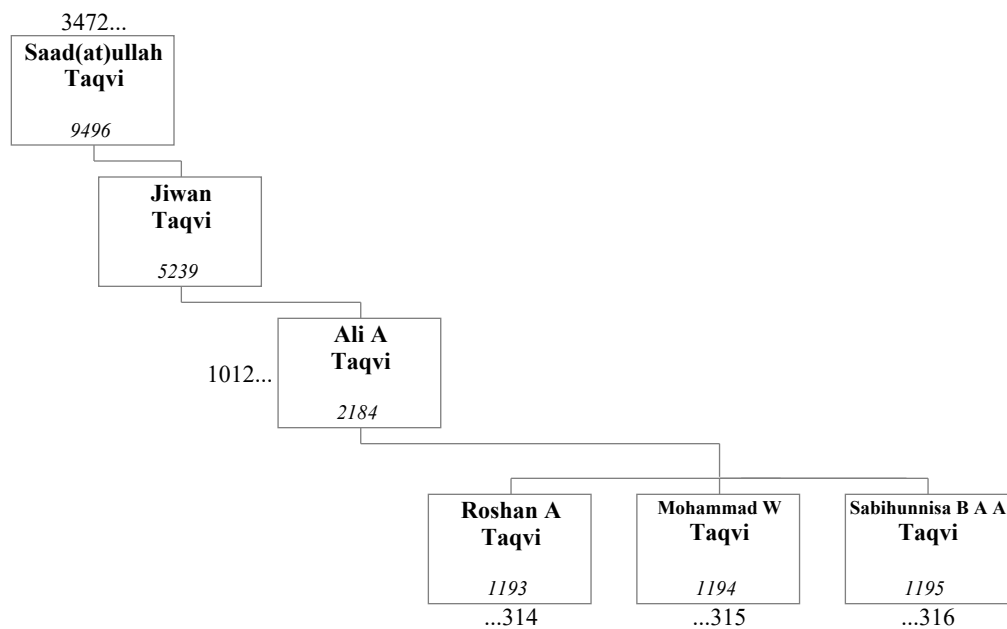 3472...
Saad(at)ullah
Taqvi
9496
Jiwan
Taqvi
5239
Ali A
Taqvi
1012...
2184
Roshan A
Taqvi
1193
...314
Mohammad W
Taqvi
1194
...315
Sabihunnisa B A A
Taqvi
1195
...316